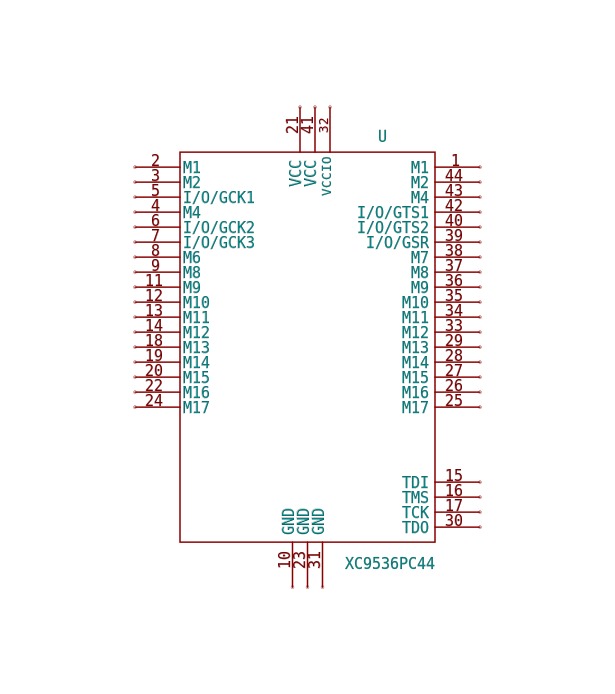 21 41 32
U
VCC VCC VCCIO
2 M1 M1 1
3 M2 M2 44
5 I/O/GCK1 M4 43
4 M4 I/O/GTS1 42
6 I/O/GCK2 I/O/GTS2 40
7 I/O/GCK3 I/O/GSR 39
8 M6 M7 38
9 M8 M8 37
11 M9 M9 36
12 M10 M10 35
13 M11 M11 34
14 M12 M12 33
18 M13 M13 29
19 M14 M14 28
20 M15 M15 27
22 M16 M16 26
24 M17 M17 25
TDI 15
TMS 16
TCK 17
TDO 30
GND GND GND
10 23 31
XC9536PC44